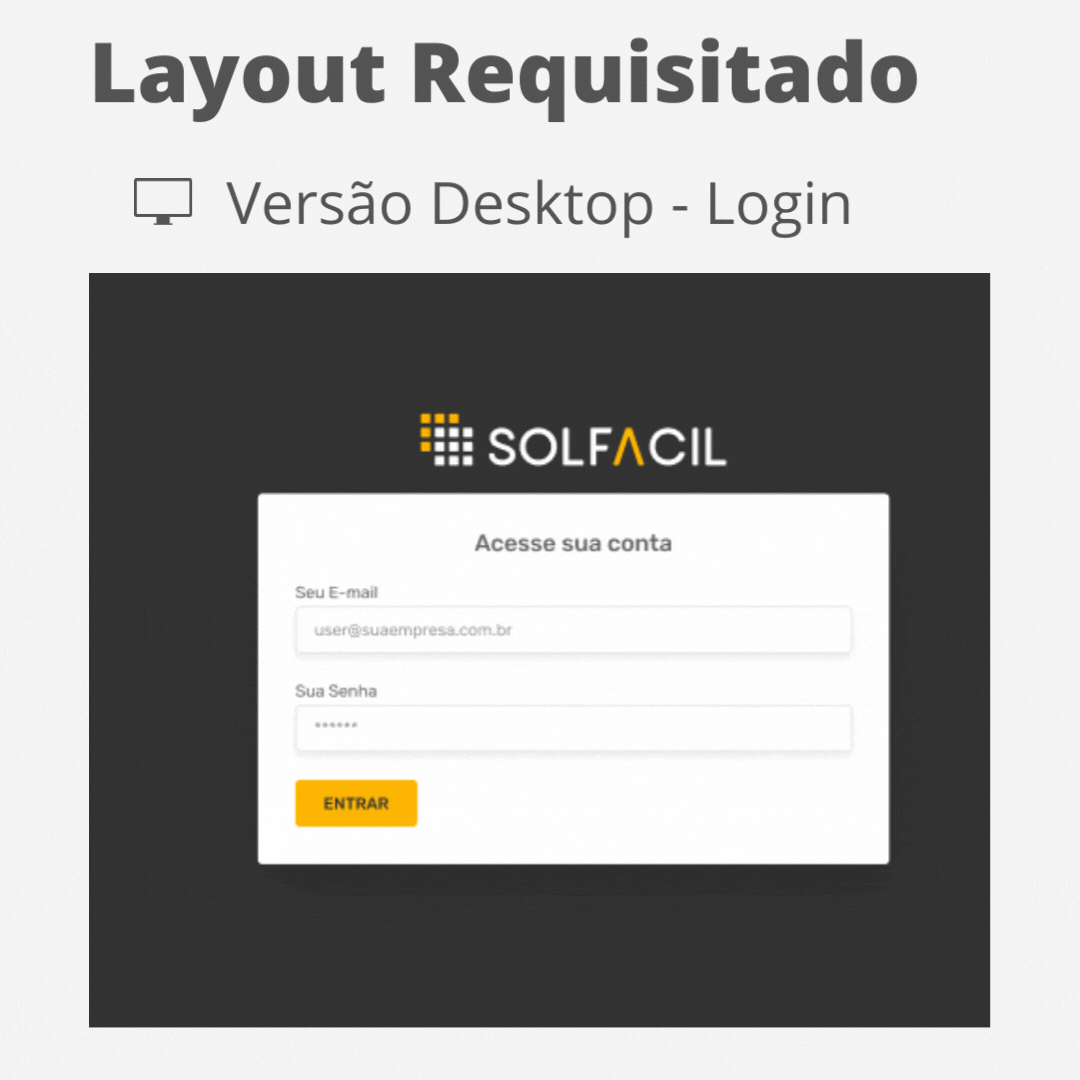 Layout Requisitado
Versão Desktop - Login
SOLFACIL
Acesse sua conta
Seu E-mail
user@suaempresa.com.br
Sua Senha
******
ENTRAR